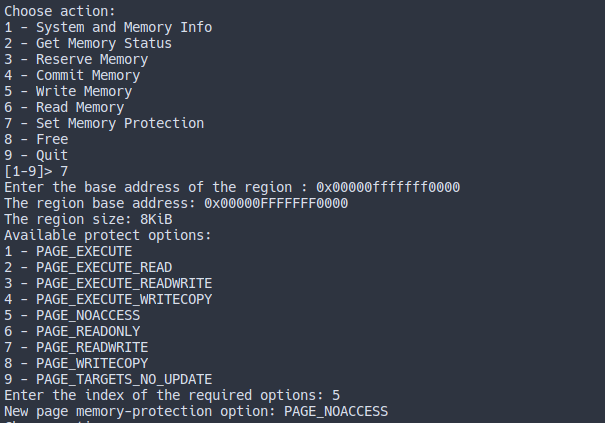 Choose action:
1 - System and Memory Info
2 - Get Memory Status
3 - Reserve Memory
4 - Commit Memory
5 - Write Memory
6 - Read Memory
7 - Set Memory Protection
8 - Free
9 - Quit
[1-9]> 7
Enter the base address of the region : 0x00000fffffff0000
The region base address: 0x00000FFFFFFF0000
The region size: 8KiB
Available protect options:
1 - PAGE_EXECUTE
2 - PAGE_EXECUTE_READ
3 - PAGE_EXECUTE_READWRITE
4 - PAGE_EXECUTE_WRITECOPY
5 - PAGE_NOACCESS
6 - PAGE_READONLY
7 - PAGE_READWRITE
8 - PAGE_WRITECOPY
9 - PAGE_TARGETS_NO_UPDATE
Enter the index of the required options: 5
New page memory-protection option: PAGE_NOACCESS